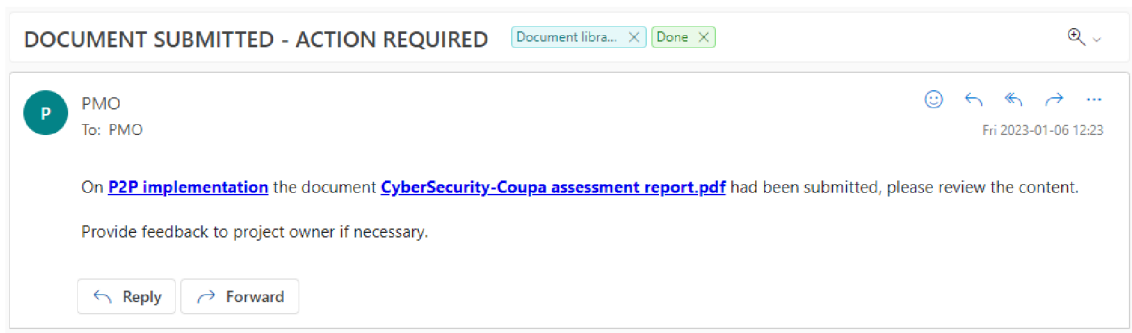 DOCUMENT SUBMITTED - ACTION REQUIRED Document libra... Done
P
PMO
To: PMO
Fri 2023-01-06 12:23
On P2P implementation the document CyberSecurity-Coupa assessment report.pdf had been submitted, please review the content.
Provide feedback to project owner if necessary.
Reply Forward